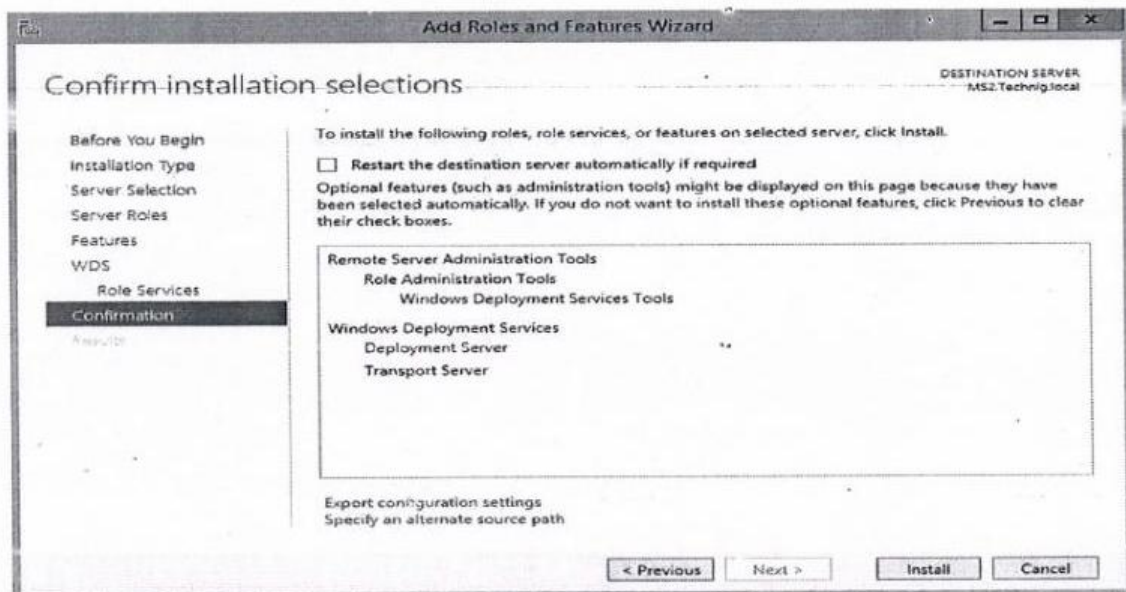 Add Roles and Features Wizard
Confirm installation selections
DESTINATION SERVER
MS2.Technig.local
Before You Begin
Installation Type
Server Selection
Server Roles
Features
WDS
Role Services
Confirmation
Results
To install the following roles, role services, or features on selected server, click Install.
Restart the destination server automatically if required
Optional features (such as administration tools) might be displayed on this page because they have
been selected automatically. If you do not want to install these optional features, click Previous to clear
their check boxes.
Remote Server Administration Tools
Role Administration Tools
Windows Deployment Services Tools
Windows Deployment Services
Deployment Server
Transport Server
Export configuration settings
Specify an alternate source path
< Previous
Next >
Install
Cancel